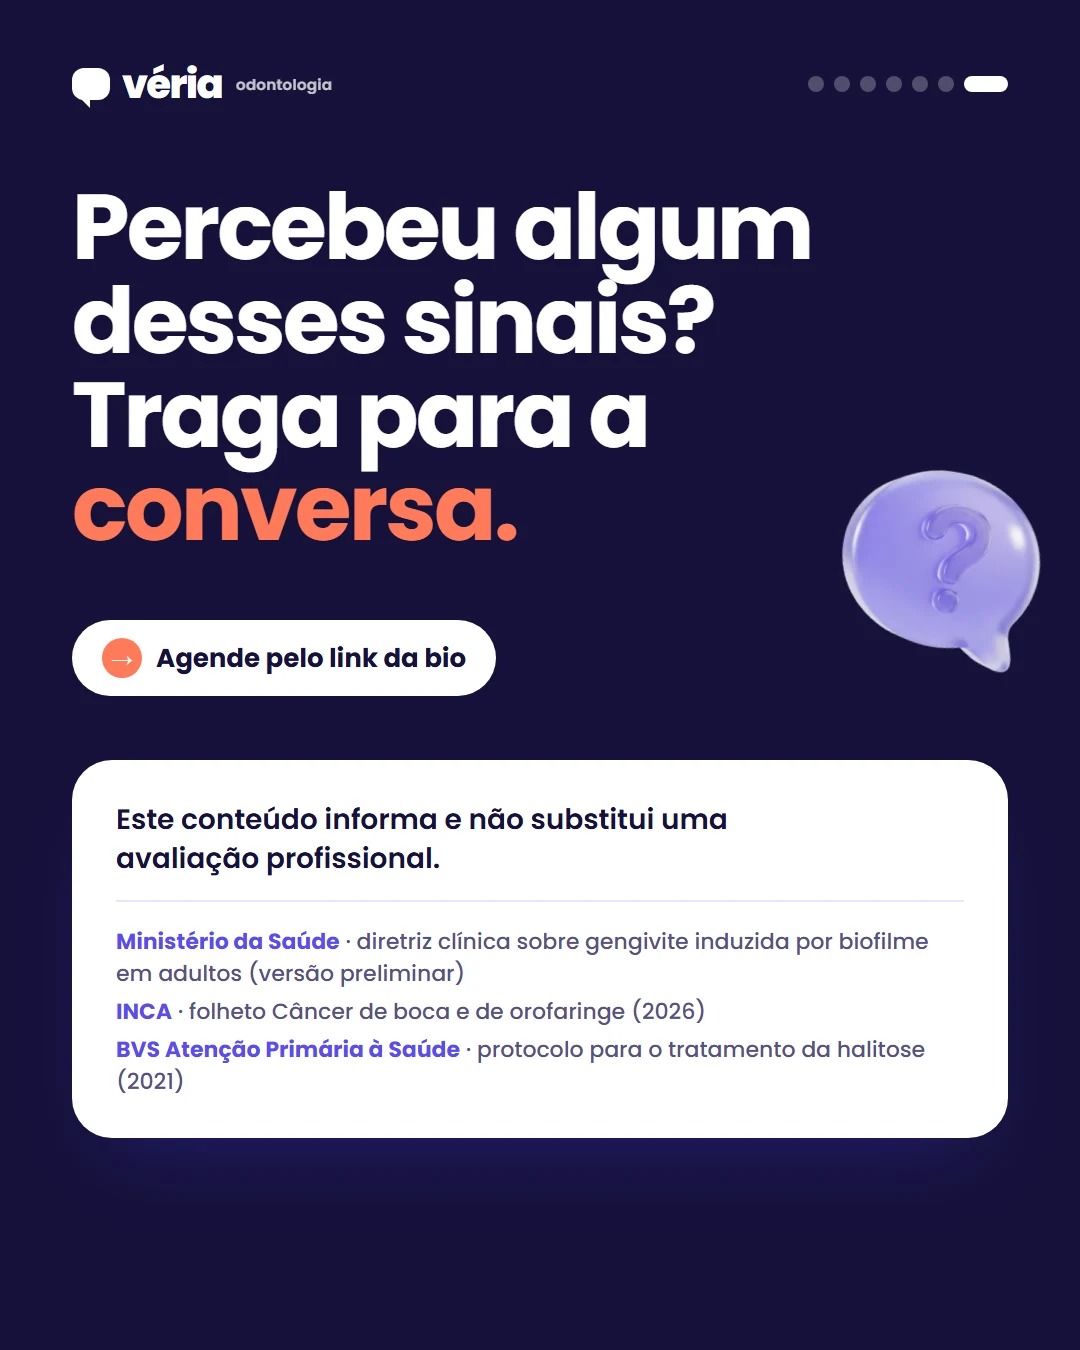 véria odontologia
Percebeu algum
desses sinais?
Traga para a
conversa.
?
→ Agende pelo link da bio
Este conteúdo informa e não substitui uma
avaliação profissional.
Ministério da Saúde · diretriz clínica sobre gengivite induzida por biofilme
em adultos (versão preliminar)
INCA · folheto Câncer de boca e de orofaringe (2026)
BVS Atenção Primária à Saúde · protocolo para o tratamento da halitose
(2021)